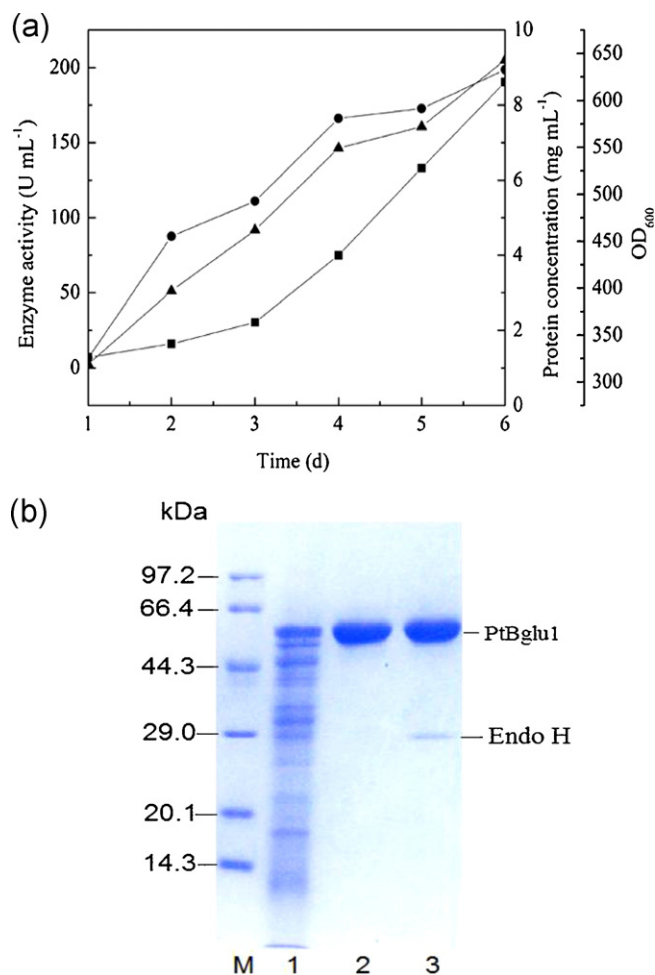 (a)
Enzyme activity (U mL⁻¹)
200
150
100
50
0
1 2 3 4 5 6
Time (d)
10
8
6
4
2
0
Protein concentration (mg mL⁻¹)
650
600
550
500
450
400
350
300
OD₆₀₀
(b)
kDa
97.2
66.4
44.3
29.0
20.1
14.3
PtBglu1
Endo H
M 1 2 3